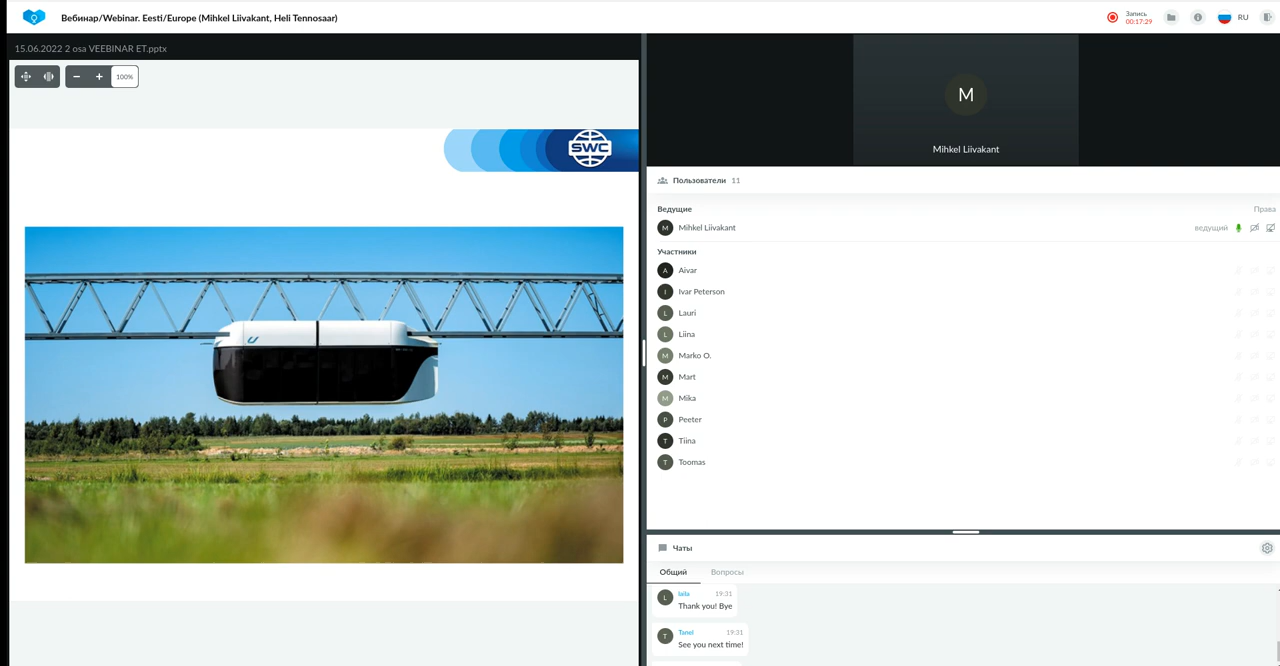 Вебинар/Webinar. Eesti/Europe (Mihkel Liivakant, Heli Tennosaar)
Запись
00:17:29
RU
15.06.2022 2 osa VEEBINAR ET.pptx
100%
SWC
M
Mihkel Liivakant
Пользователи 11
Ведущие Права
M Mihkel Liivakant ведущий
Участники
A Aivar
I Ivar Peterson
L Lauri
L Liina
M Marko O.
M Mart
M Mika
P Peeter
T Tiina
T Toomas
Чаты
Общий Вопросы
L laila 19:31
Thank you! Bye
T Tanel 19:31
See you next time!